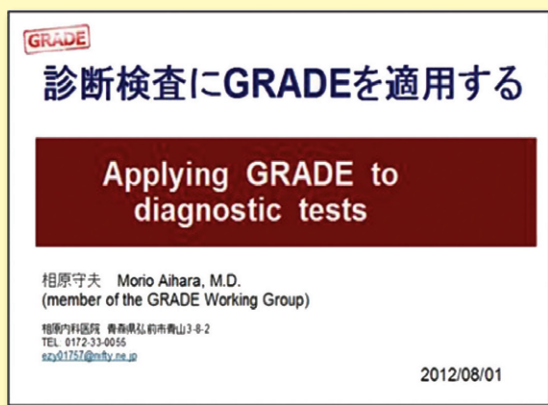 GRADE
診断検査にGRADEを適用する
Applying GRADE to
diagnostic tests
相原守夫 Morio Aihara, M.D.
(member of the GRADE Working Group)
相原内科医院 青森県弘前市青山3-8-2
TEL. 0172-33-0055
ezy01757@nifty.ne.jp
2012/08/01